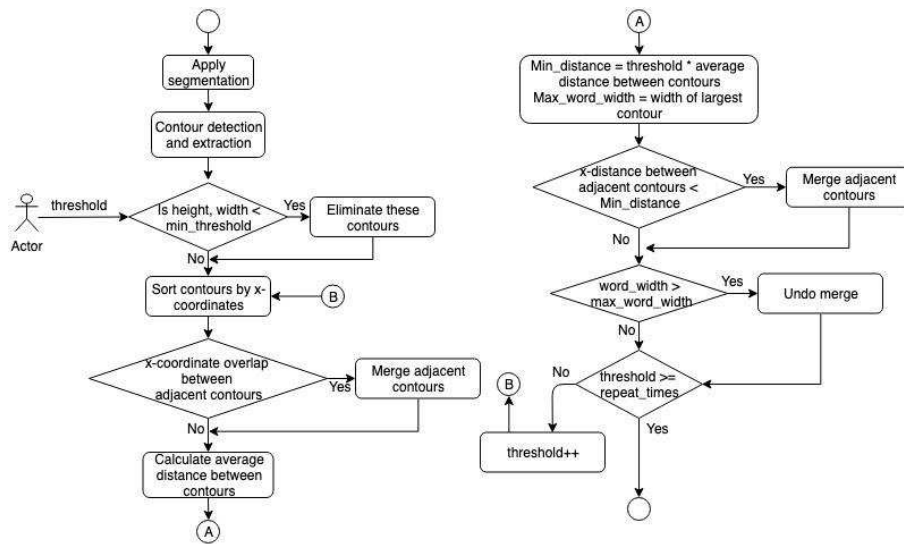 Apply
segmentation
Contour detection
and extraction
threshold
Actor
Is height, width <
min_threshold
Yes
Eliminate these
contours
No
Sort contours by x-
coordinates
B
x-coordinate overlap
between
adjacent contours
Yes
Merge adjacent
contours
No
Calculate average
distance between
contours
A
A
Min_distance = threshold * average
distance between contours
Max_word_width = width of largest
contour
x-distance between
adjacent contours <
Min_distance
Yes
Merge adjacent
contours
No
word_width >
max_word_width
Yes
Undo merge
No
threshold >=
repeat_times
No
B
threshold++
Yes